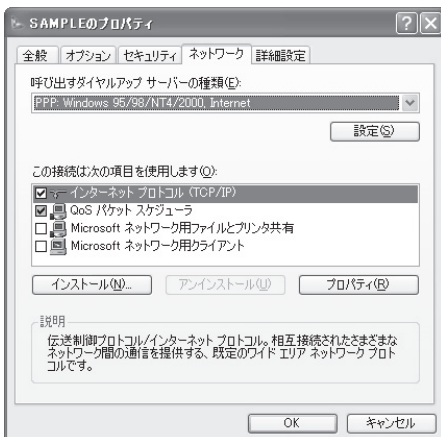 SAMPLEのプロパティ
全般 オプション セキュリティ ネットワーク 詳細設定
呼び出すダイヤルアップ サーバーの種類(E):
PPP: Windows 95/98/NT4/2000, Internet
設定(S)
この接続は次の項目を使用します(O):
インターネット プロトコル (TCP/IP)
QoS パケット スケジューラ
Microsoft ネットワーク用ファイルとプリンタ共有
Microsoft ネットワーク用クライアント
インストール(N)... アンインストール(U) プロパティ(R)
説明
伝送制御プロトコル/インターネット プロトコル。相互接続されたさまざまな
ネットワーク間の通信を提供する、既定のワイド エリア ネットワーク プロト
コルです。
OK キャンセル